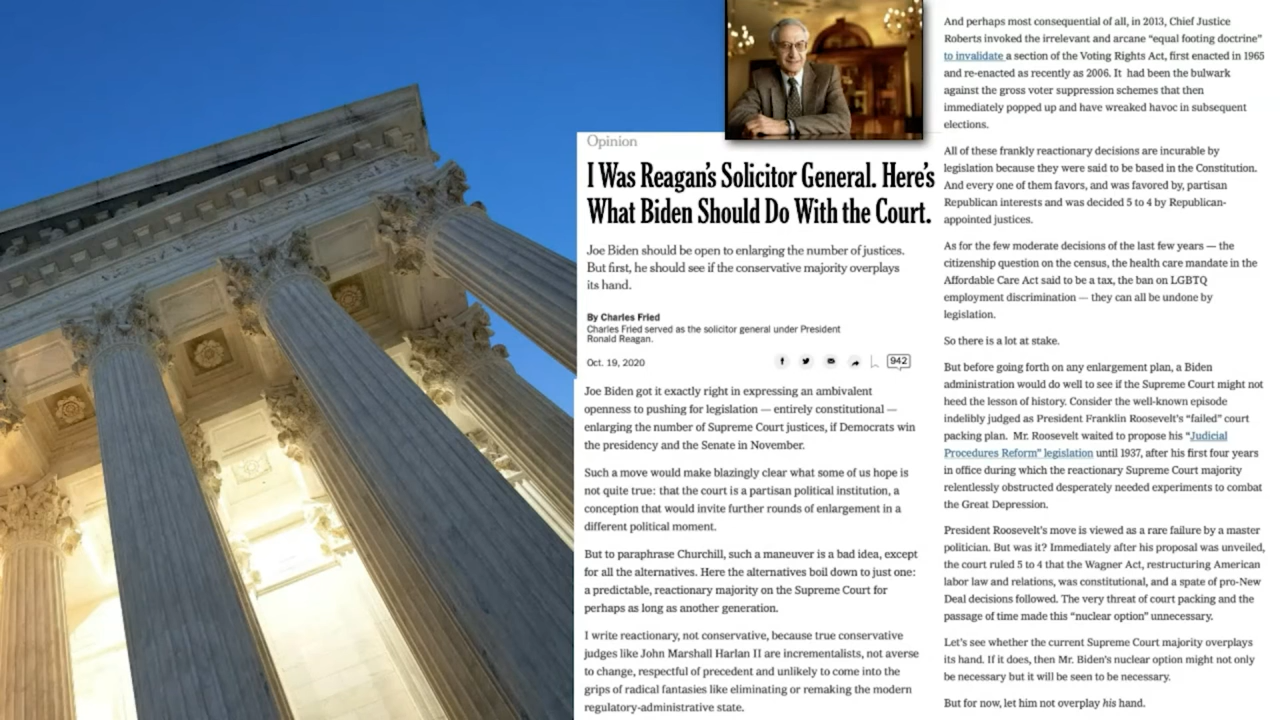 Opinion
I Was Reagan's Solicitor General. Here's
What Biden Should Do With the Court.
Joe Biden should be open to enlarging the number of justices.
But first, he should see if the conservative majority overplays
its hand.
By Charles Fried
Charles Fried served as the solicitor general under President
Ronald Reagan.
Oct. 19, 2020
942
Joe Biden got it exactly right in expressing an ambivalent
openness to pushing for legislation — entirely constitutional —
enlarging the number of Supreme Court justices, if Democrats win
the presidency and the Senate in November.
Such a move would make blazingly clear what some of us hope is
not quite true: that the court is a partisan political institution, a
conception that would invite further rounds of enlargement in a
different political moment.
But to paraphrase Churchill, such a maneuver is a bad idea, except
for all the alternatives. Here the alternatives boil down to just one:
a predictable, reactionary majority on the Supreme Court for
perhaps as long as another generation.
I write reactionary, not conservative, because true conservative
judges like John Marshall Harlan II are incrementalists, not averse
to change, respectful of precedent and unlikely to come into the
grips of radical fantasies like eliminating or remaking the modern
regulatory-administrative state.
And perhaps most consequential of all, in 2013, Chief Justice
Roberts invoked the irrelevant and arcane “equal footing doctrine”
to invalidate a section of the Voting Rights Act, first enacted in 1965
and re-enacted as recently as 2006. It had been the bulwark
against the gross voter suppression schemes that then
immediately popped up and have wreaked havoc in subsequent
elections.
All of these frankly reactionary decisions are incurable by
legislation because they were said to be based in the Constitution.
And every one of them favors, and was favored by, partisan
Republican interests and was decided 5 to 4 by Republican-
appointed justices.
As for the few moderate decisions of the last few years — the
citizenship question on the census, the health care mandate in the
Affordable Care Act said to be a tax, the ban on LGBTQ
employment discrimination — they can all be undone by
legislation.
So there is a lot at stake.
But before going forth on any enlargement plan, a Biden
administration would do well to see if the Supreme Court might not
heed the lesson of history. Consider the well-known episode
indelibly judged as President Franklin Roosevelt's “failed” court
packing plan. Mr. Roosevelt waited to propose his “Judicial
Procedures Reform” legislation until 1937, after his first four years
in office during which the reactionary Supreme Court majority
relentlessly obstructed desperately needed experiments to combat
the Great Depression.
President Roosevelt's move is viewed as a rare failure by a master
politician. But was it? Immediately after his proposal was unveiled,
the court ruled 5 to 4 that the Wagner Act, restructuring American
labor law and relations, was constitutional, and a spate of pro-New
Deal decisions followed. The very threat of court packing and the
passage of time made this “nuclear option” unnecessary.
Let's see whether the current Supreme Court majority overplays
its hand. If it does, then Mr. Biden's nuclear option might not only
be necessary but it will be seen to be necessary.
But for now, let him not overplay his hand.